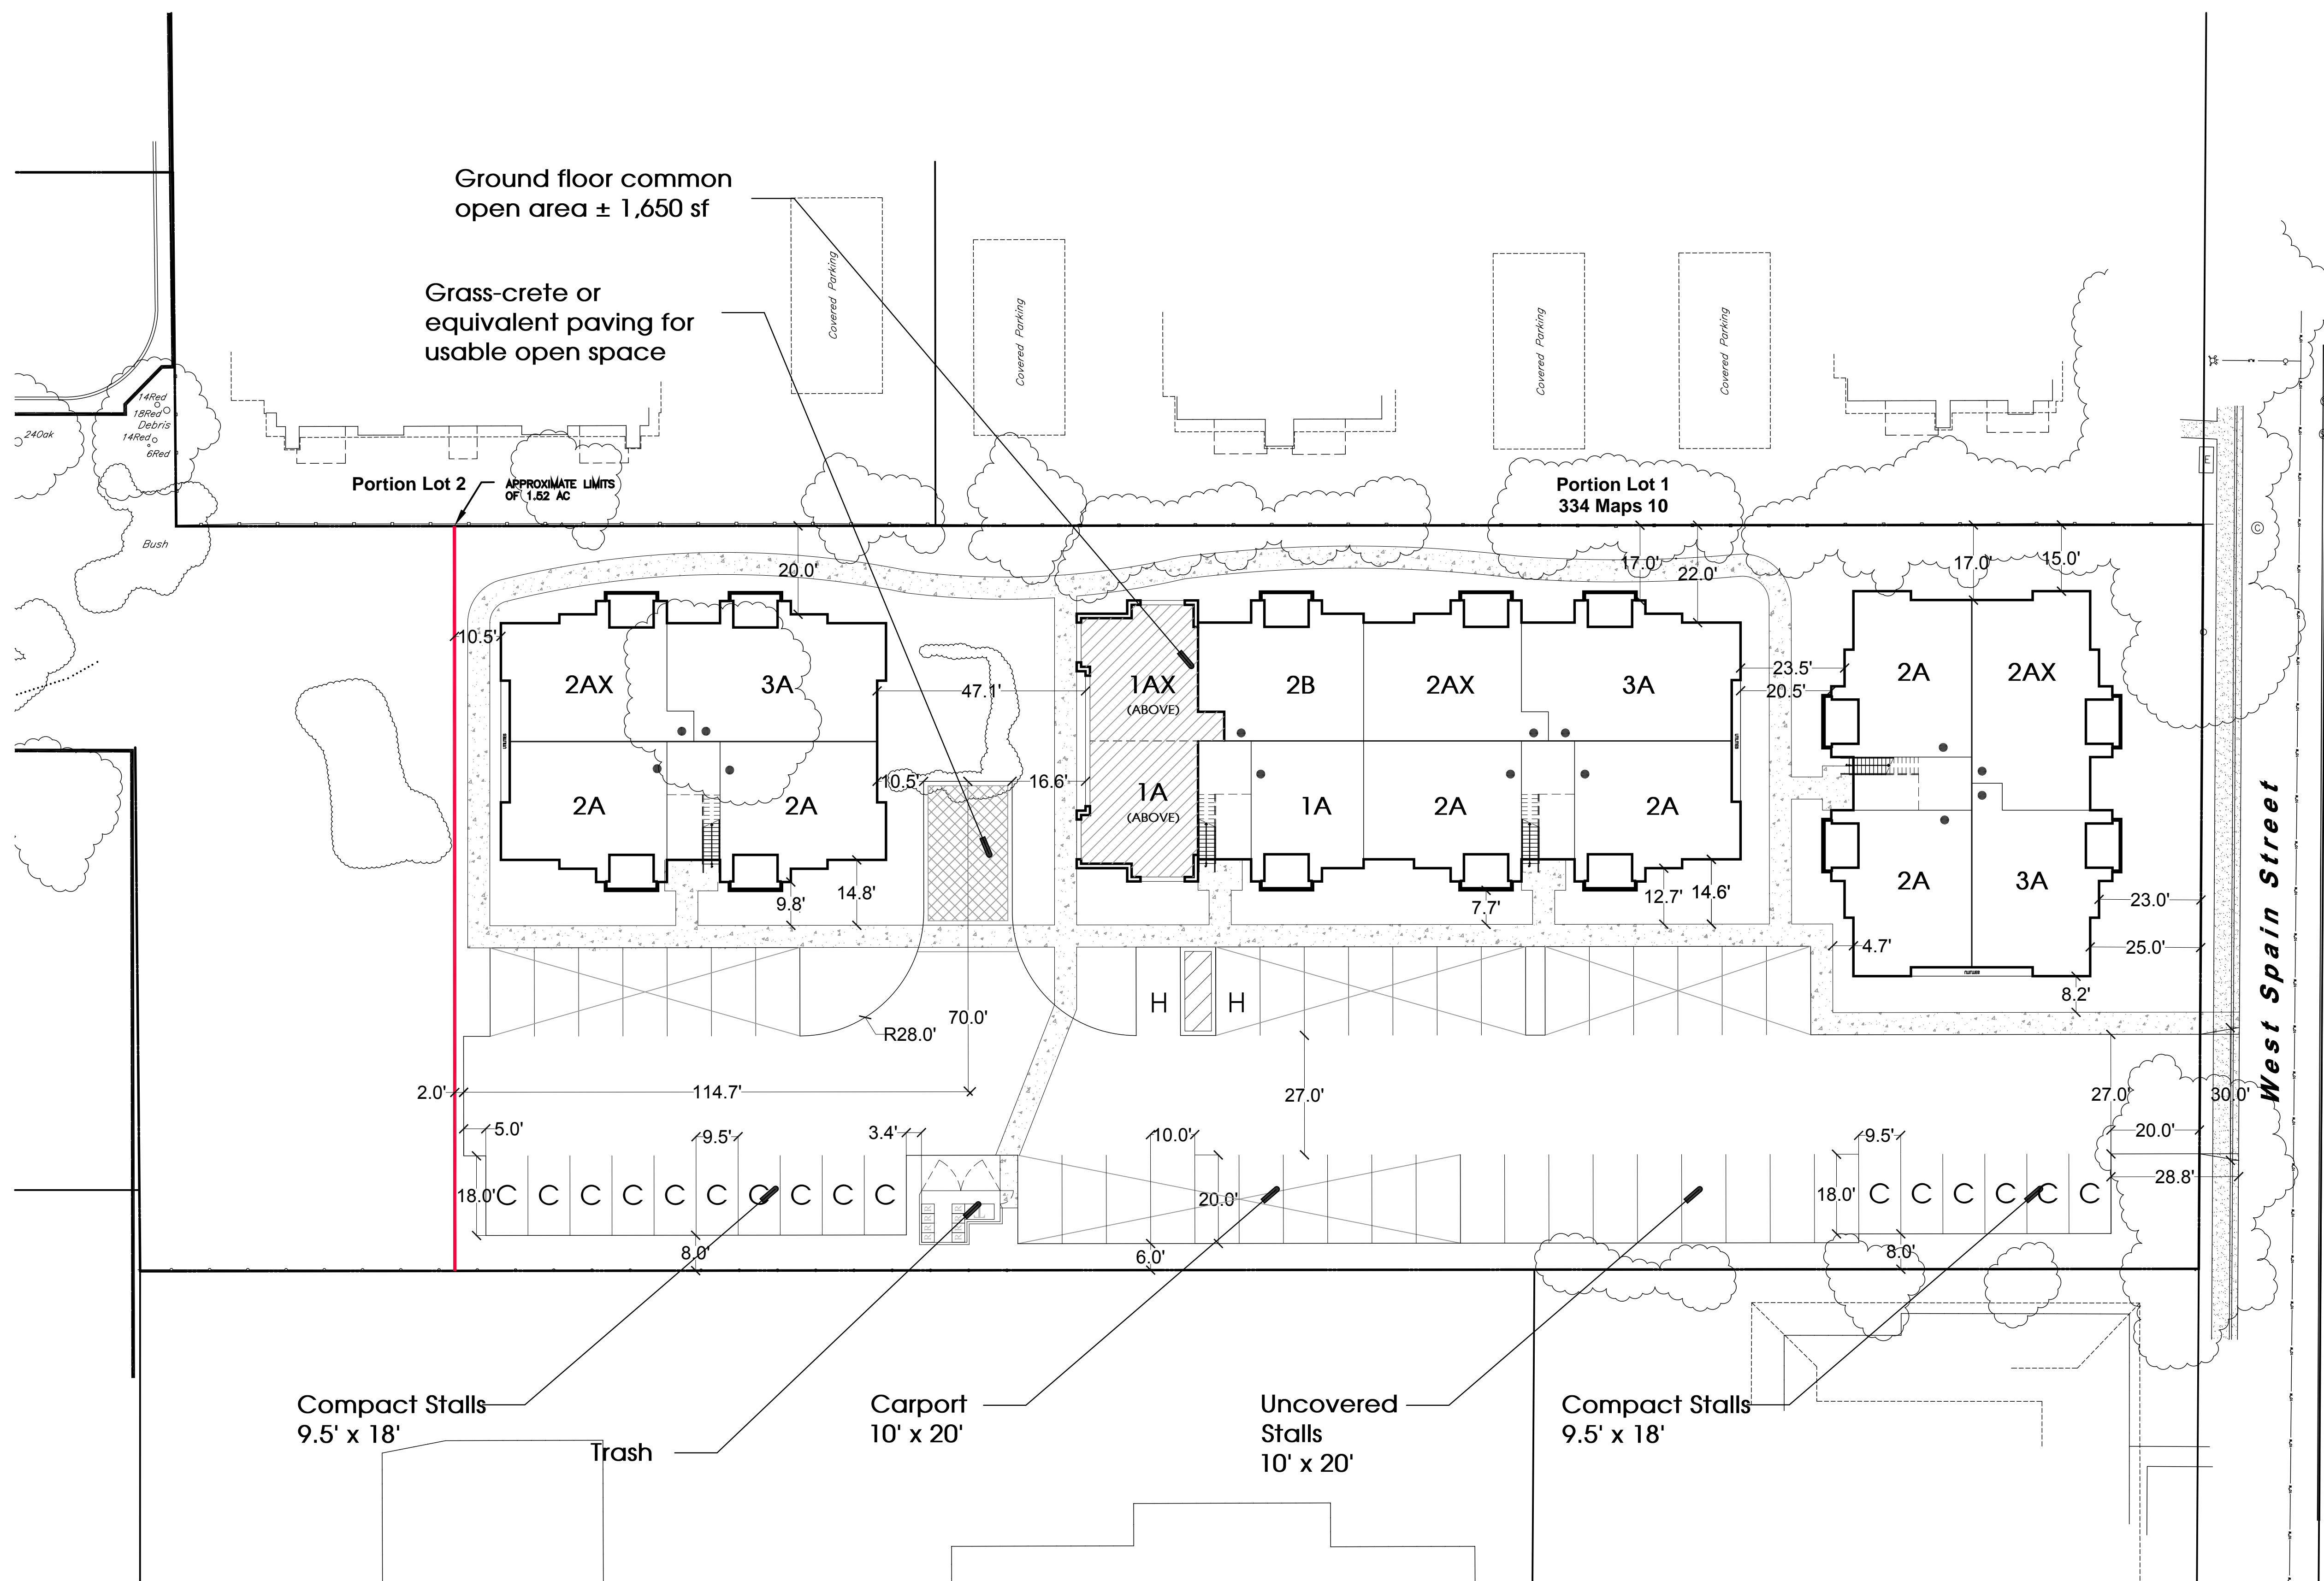 Ground floor common
open area ± 1,650 sf
Grass-crete or
equivalent paving for
usable open space
Covered Parking
Covered Parking
Covered Parking
Covered Parking
14Red
18Red
Debris
14Red
6Red
24Oak
Bush
E
C
Portion Lot 2
APPROXIMATE LIMITS
OF 1.52 AC
Portion Lot 1
334 Maps 10
20.0'
17.0'
22.0'
17.0'
15.0'
10.5'
2AX
3A
47.1'
1AX
(ABOVE)
2B
2AX
3A
23.5'
20.5'
2A
2AX
2A
2A
10.5'
16.6'
1A
(ABOVE)
1A
2A
2A
2A
3A
9.8'
14.8'
7.7'
12.7'
14.6'
23.0'
4.7'
25.0'
8.2'
West Spain Street
H
H
R28.0'
70.0'
2.0'
114.7'
27.0'
27.0'
30.0'
5.0'
9.5'
3.4'
10.0'
9.5'
20.0'
28.8'
18.0'
C C C C C C C C C C
20.0'
18.0'
C C C C C C
8.0'
6.0'
8.0'
Compact Stalls
9.5' x 18'
Trash
Carport
10' x 20'
Uncovered
Stalls
10' x 20'
Compact Stalls
9.5' x 18'